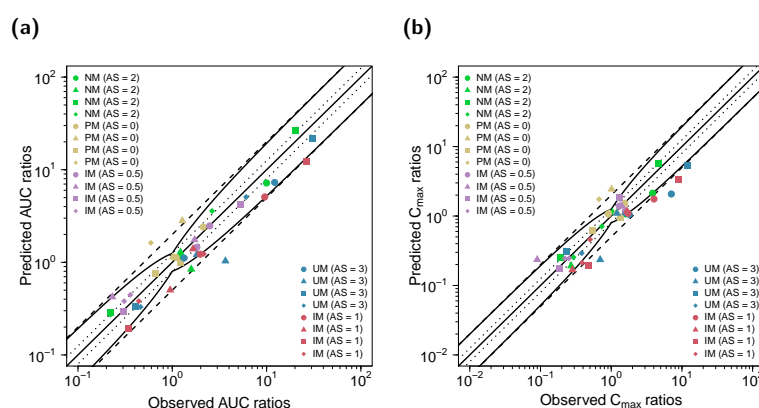 (a)
(b)
Predicted AUC ratios
10²
10¹
10⁰
10⁻¹
NM (AS = 2)
NM (AS = 2)
NM (AS = 2)
NM (AS = 2)
PM (AS = 0)
PM (AS = 0)
PM (AS = 0)
PM (AS = 0)
IM (AS = 0.5)
IM (AS = 0.5)
IM (AS = 0.5)
IM (AS = 0.5)
UM (AS = 3)
UM (AS = 3)
UM (AS = 3)
UM (AS = 3)
IM (AS = 1)
IM (AS = 1)
IM (AS = 1)
IM (AS = 1)
10⁻¹ 10⁰ 10¹ 10²
Observed AUC ratios
Predicted Cmax ratios
10²
10¹
10⁰
10⁻¹
10⁻²
NM (AS = 2)
NM (AS = 2)
NM (AS = 2)
NM (AS = 2)
PM (AS = 0)
PM (AS = 0)
PM (AS = 0)
PM (AS = 0)
IM (AS = 0.5)
IM (AS = 0.5)
IM (AS = 0.5)
IM (AS = 0.5)
UM (AS = 3)
UM (AS = 3)
UM (AS = 3)
UM (AS = 3)
IM (AS = 1)
IM (AS = 1)
IM (AS = 1)
IM (AS = 1)
10⁻² 10⁻¹ 10⁰ 10¹ 10²
Observed Cmax ratios